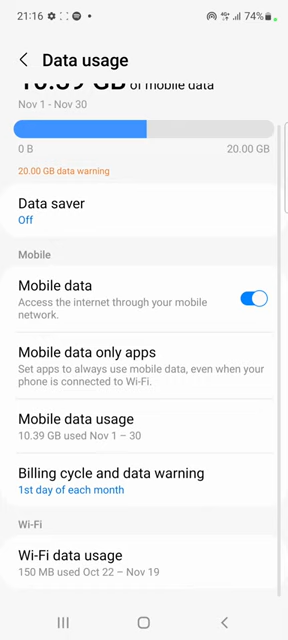 21:16 74%
Data usage
10.39 GB of mobile data
Nov 1 - Nov 30
0 B 20.00 GB
20.00 GB data warning
Data saver
Off
Mobile
Mobile data
Access the internet through your mobile
network.
Mobile data only apps
Set apps to always use mobile data, even when your
phone is connected to Wi-Fi.
Mobile data usage
10.39 GB used Nov 1 – 30
Billing cycle and data warning
1st day of each month
Wi-Fi
Wi-Fi data usage
150 MB used Oct 22 – Nov 19